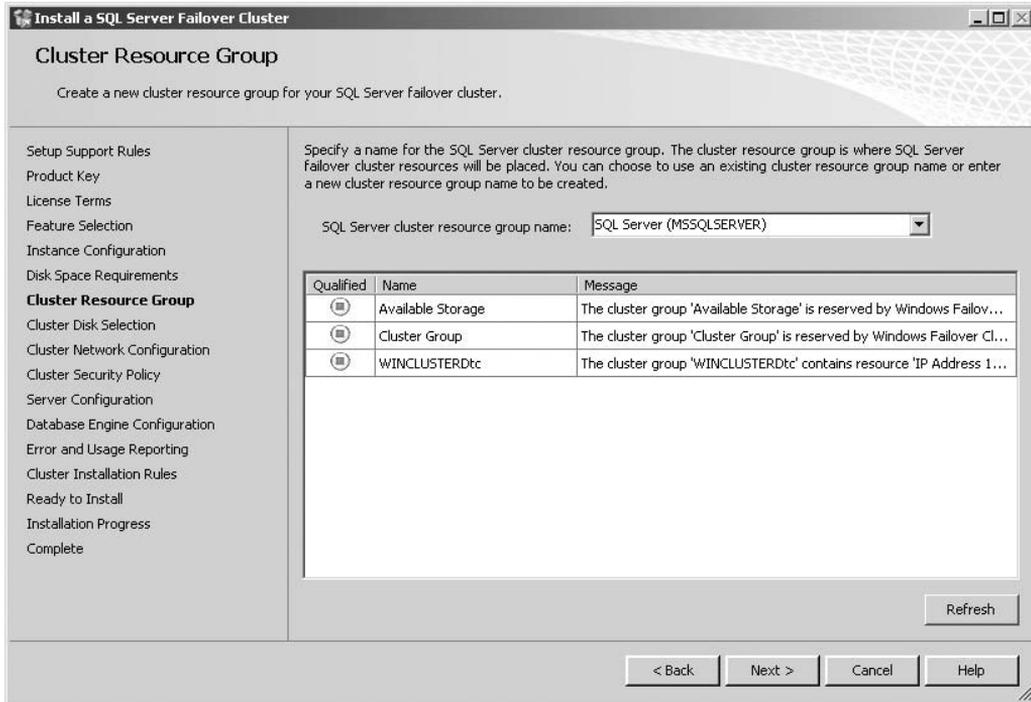 Install a SQL Server Failover Cluster
Cluster Resource Group
Create a new cluster resource group for your SQL Server failover cluster.
Setup Support Rules
Product Key
License Terms
Feature Selection
Instance Configuration
Disk Space Requirements
Cluster Resource Group
Cluster Disk Selection
Cluster Network Configuration
Cluster Security Policy
Server Configuration
Database Engine Configuration
Error and Usage Reporting
Cluster Installation Rules
Ready to Install
Installation Progress
Complete
Specify a name for the SQL Server cluster resource group. The cluster resource group is where SQL Server
failover cluster resources will be placed. You can choose to use an existing cluster resource group name or enter
a new cluster resource group name to be created.
SQL Server cluster resource group name: SQL Server (MSSQLSERVER)
Qualified Name Message
Available Storage The cluster group 'Available Storage' is reserved by Windows Failov...
Cluster Group The cluster group 'Cluster Group' is reserved by Windows Failover Cl...
WINCLUSTERDtc The cluster group 'WINCLUSTERDtc' contains resource 'IP Address 1...
Refresh
< Back Next > Cancel Help